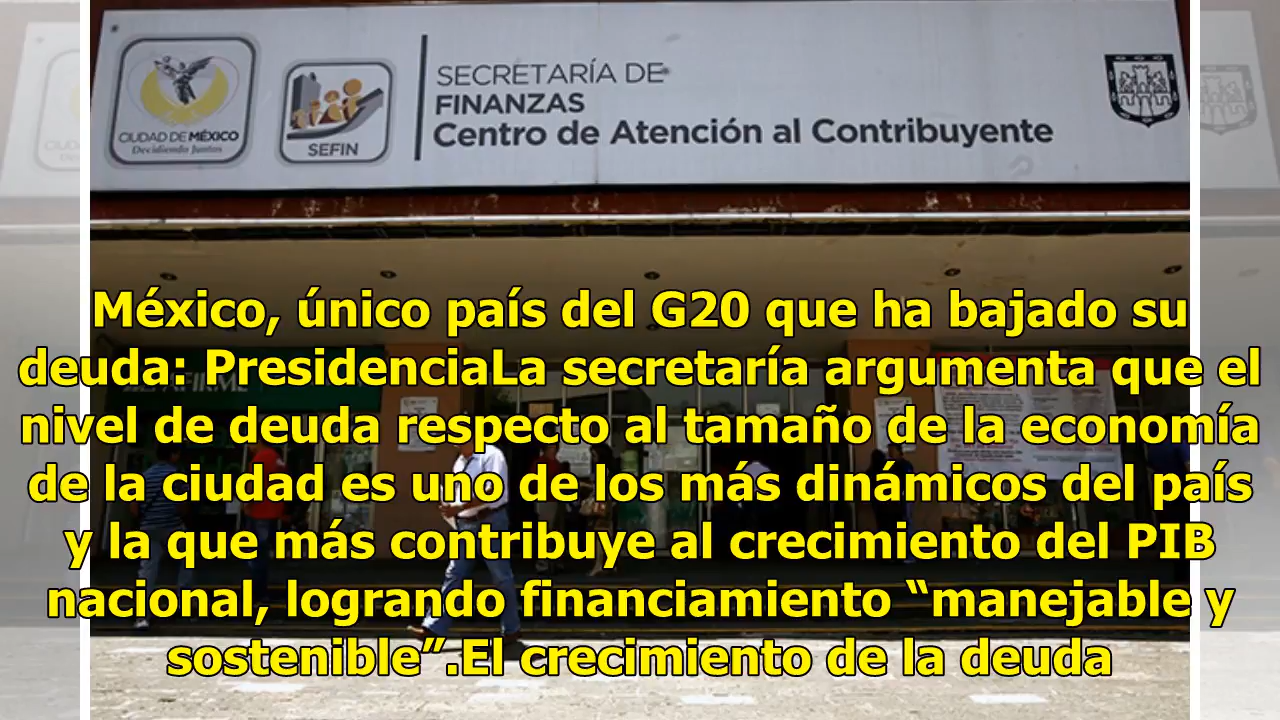 CIUDAD DE MÉXICO
Decidiendo Juntos
SEFIN
SECRETARÍA DE
FINANZAS
Centro de Atención al Contribuyente
México, único país del G20 que ha bajado su
deuda: PresidenciaLa secretaría argumenta que el
nivel de deuda respecto al tamaño de la economía
de la ciudad es uno de los más dinámicos del país
y la que más contribuye al crecimiento del PIB
nacional, logrando financiamiento “manejable y
sostenible”.El crecimiento de la deuda